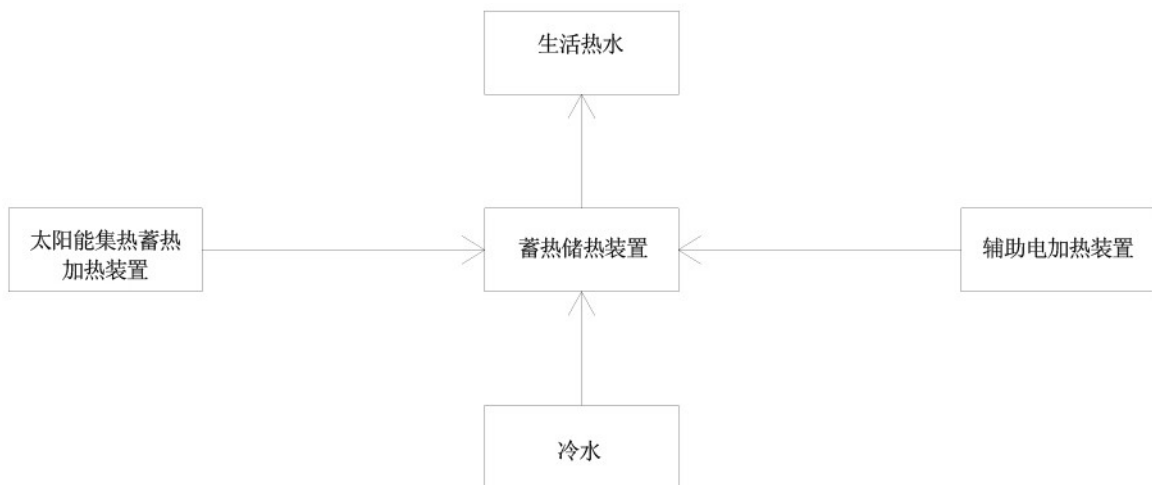 生活热水
太阳能集热蓄热
加热装置
蓄热储热装置
辅助电加热装置
冷水